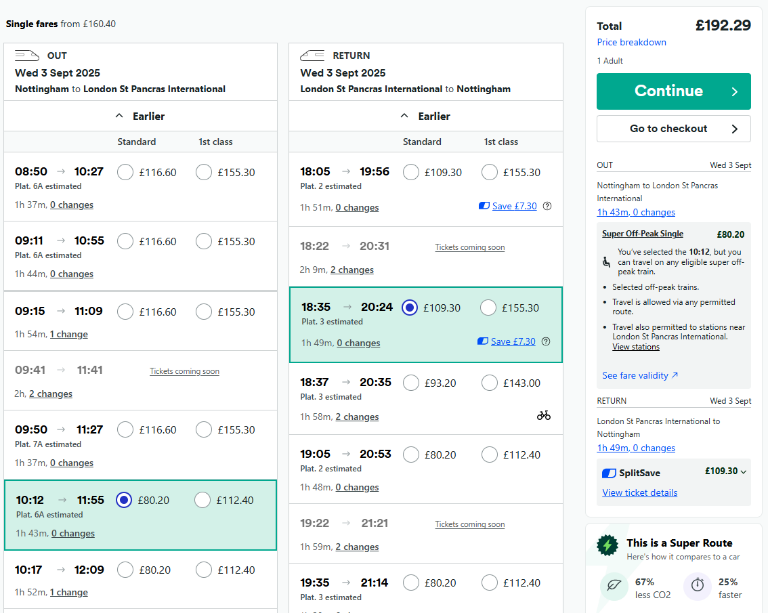 Single fares from £160.40
OUT
Wed 3 Sept 2025
Nottingham to London St Pancras International
Earlier
Standard 1st class
08:50 → 10:27 £116.60 £155.30
Plat. 6A estimated
1h 37m, 0 changes
09:11 → 10:55 £116.60 £155.30
Plat. 6A estimated
1h 44m, 0 changes
09:15 → 11:09 £116.60 £155.30
1h 54m, 1 change
09:41 → 11:41 Tickets coming soon
2h, 2 changes
09:50 → 11:27 £116.60 £155.30
Plat. 7A estimated
1h 37m, 0 changes
10:12 → 11:55 £80.20 £112.40
Plat. 6A estimated
1h 43m, 0 changes
10:17 → 12:09 £80.20 £112.40
1h 52m, 1 change
RETURN
Wed 3 Sept 2025
London St Pancras International to Nottingham
Earlier
Standard 1st class
18:05 → 19:56 £109.30 £155.30
Plat. 2 estimated
1h 51m, 0 changes Save £7.30
18:22 → 20:31 Tickets coming soon
2h 9m, 2 changes
18:35 → 20:24 £109.30 £155.30
Plat. 3 estimated
1h 49m, 0 changes Save £7.30
18:37 → 20:35 £93.20 £143.00
Plat. 3 estimated
1h 58m, 2 changes
19:05 → 20:53 £80.20 £112.40
Plat. 2 estimated
1h 48m, 0 changes
19:22 → 21:21 Tickets coming soon
1h 59m, 2 changes
19:35 → 21:14 £80.20 £112.40
Plat. 3 estimated
Total £192.29
Price breakdown
1 Adult
Continue
Go to checkout
OUT Wed 3 Sept
Nottingham to London St Pancras
International
1h 43m, 0 changes
Super Off-Peak Single £80.20
You've selected the 10:12, but you
can travel on any eligible super off-
peak train.
• Selected off-peak trains.
• Travel is allowed via any permitted
route.
• Travel also permitted to stations near
London St Pancras International.
View stations
See fare validity
RETURN Wed 3 Sept
London St Pancras International to
Nottingham
1h 49m, 0 changes
SplitSave £109.30
View ticket details
This is a Super Route
Here's how it compares to a car
67% 25%
less CO2 faster